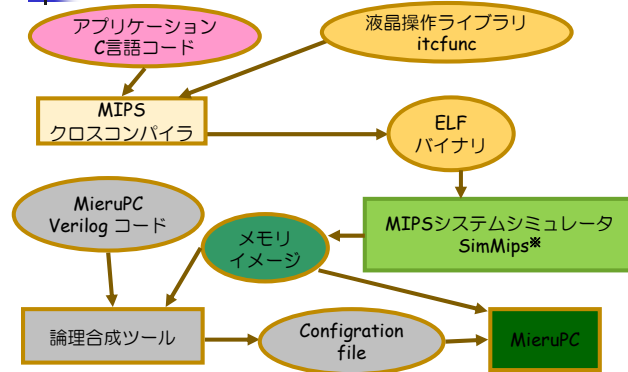 アプリケーション
C言語コード
液晶操作ライブラリ
itcfunc
MIPS
クロスコンパイラ
ELF
バイナリ
MieruPC
Verilog コード
メモリ
イメージ
MIPSシステムシミュレータ
SimMips※
論理合成ツール
Configration
file
MieruPC